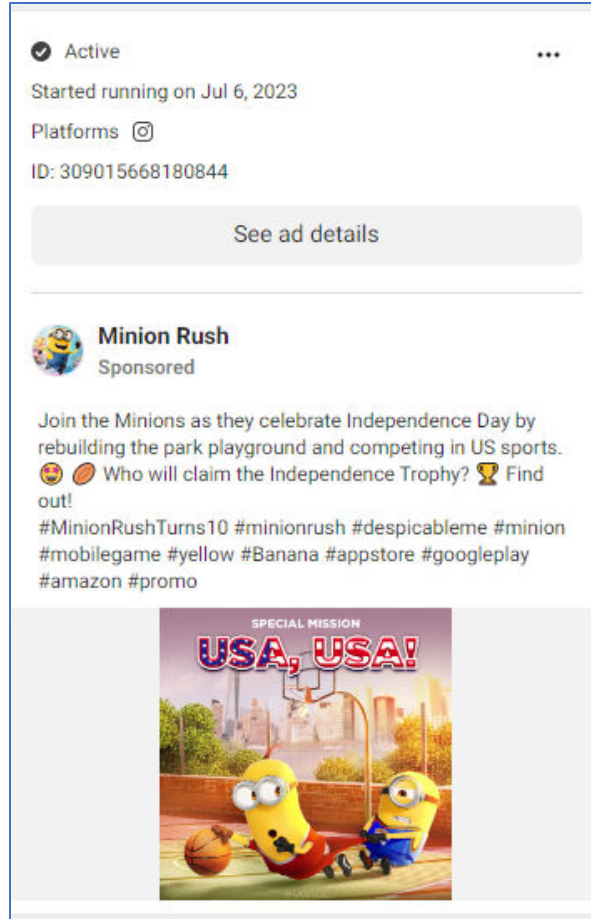 Active
Started running on Jul 6, 2023
Platforms
ID: 309015668180844
See ad details
Minion Rush
Sponsored
Join the Minions as they celebrate Independence Day by
rebuilding the park playground and competing in US sports.
🤩 🏉 Who will claim the Independence Trophy? 🏆 Find
out!
#MinionRushTurns10 #minionrush #despicableme #minion
#mobilegame #yellow #Banana #appstore #googleplay
#amazon #promo
SPECIAL MISSION
USA, USA!